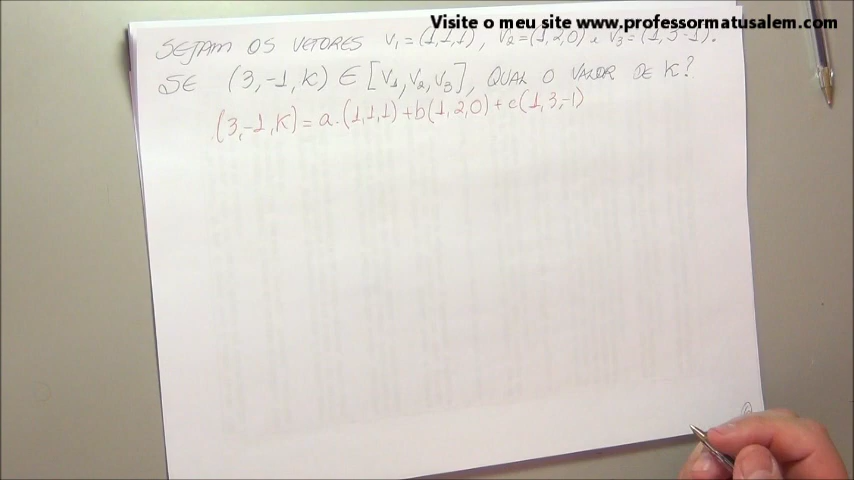 Visite o meu site www.professormatusalem.com
SEJAM OS VETORES V1 = (1,1,1), V2=(1,2,0) e V3=(1,3,-1).
SE (3,-1,K) ∈ [V1,V2,V3], QUAL O VALOR DE K?
(3,-1,K) = a.(1,1,1)+b(1,2,0)+c(1,3,-1)